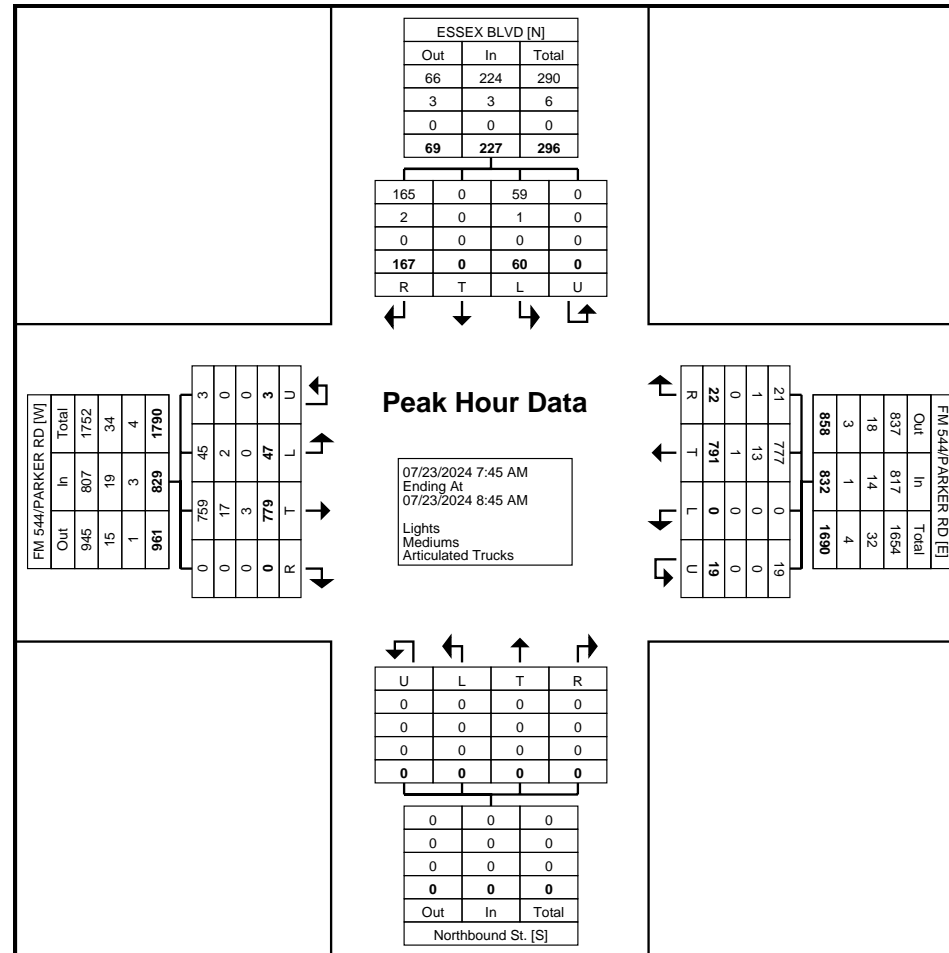 ESSEX BLVD [N]
Out In Total
66 224 290
3 3 6
0 0 0
69 227 296
165 0 59 0
2 0 1 0
0 0 0 0
167 0 60 0
R T L U
FM 544/PARKER RD [W]
Total 1752 34 4 1790
In 807 19 3 829
Out 945 15 1 961
3 0 0 3 U
45 2 0 47 L
759 17 3 779 T
0 0 0 0 R
Peak Hour Data
07/23/2024 7:45 AM
Ending At
07/23/2024 8:45 AM
Lights
Mediums
Articulated Trucks
R 22 0 1 21
T 791 1 13 777
L 0 0 0 0
U 19 0 0 19
FM 544/PARKER RD [E]
Out In Total
837 817 1654
18 14 32
3 1 4
858 832 1690
U L T R
0 0 0 0
0 0 0 0
0 0 0 0
0 0 0 0
0 0 0
0 0 0
0 0 0
0 0 0
Out In Total
Northbound St. [S]